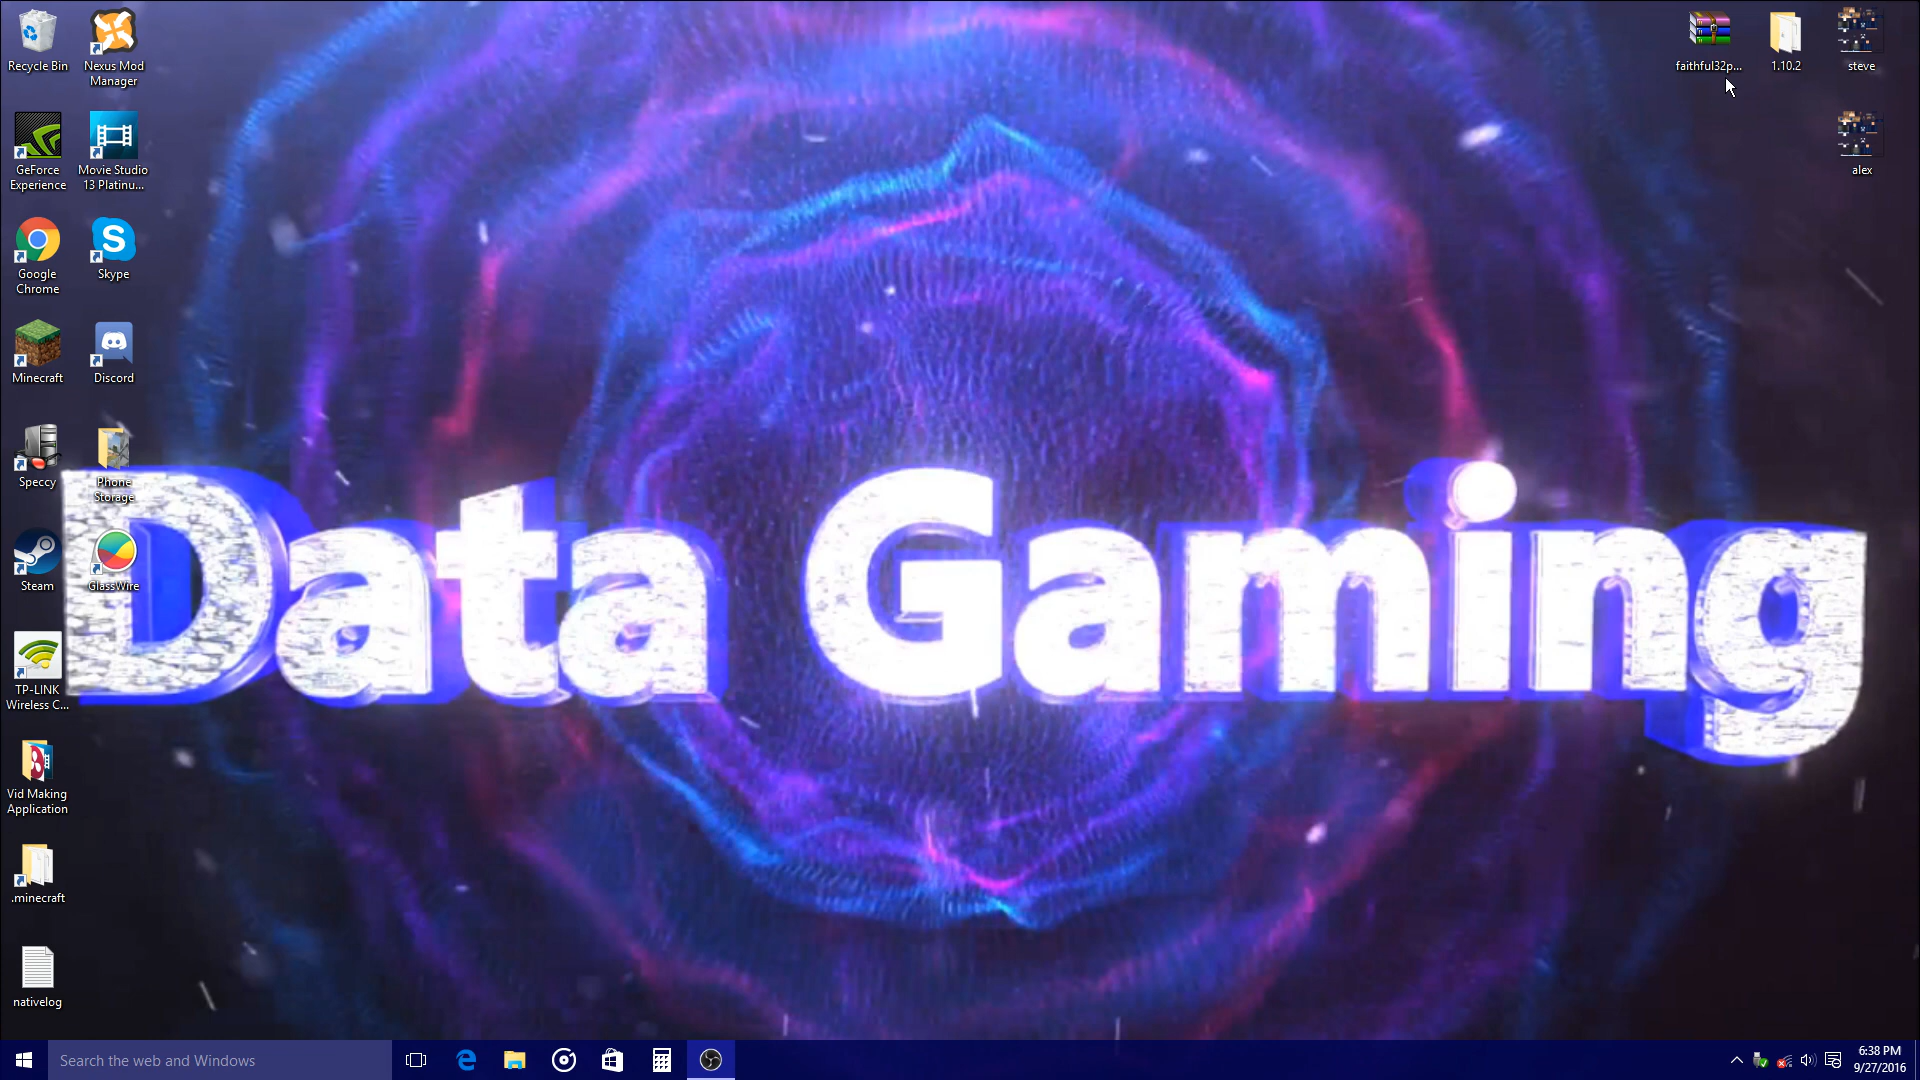 Recycle Bin
Nexus Mod
Manager
faithful32p...
1.10.2
steve
GeForce
Experience
Movie Studio
13 Platinu...
alex
Google
Chrome
Skype
Minecraft
Discord
Speccy
Phone
Storage
Steam
GlassWire
Data Gaming
TP-LINK
Wireless C...
Vid Making
Application
.minecraft
nativelog
Search the web and Windows
6:38 PM
9/27/2016